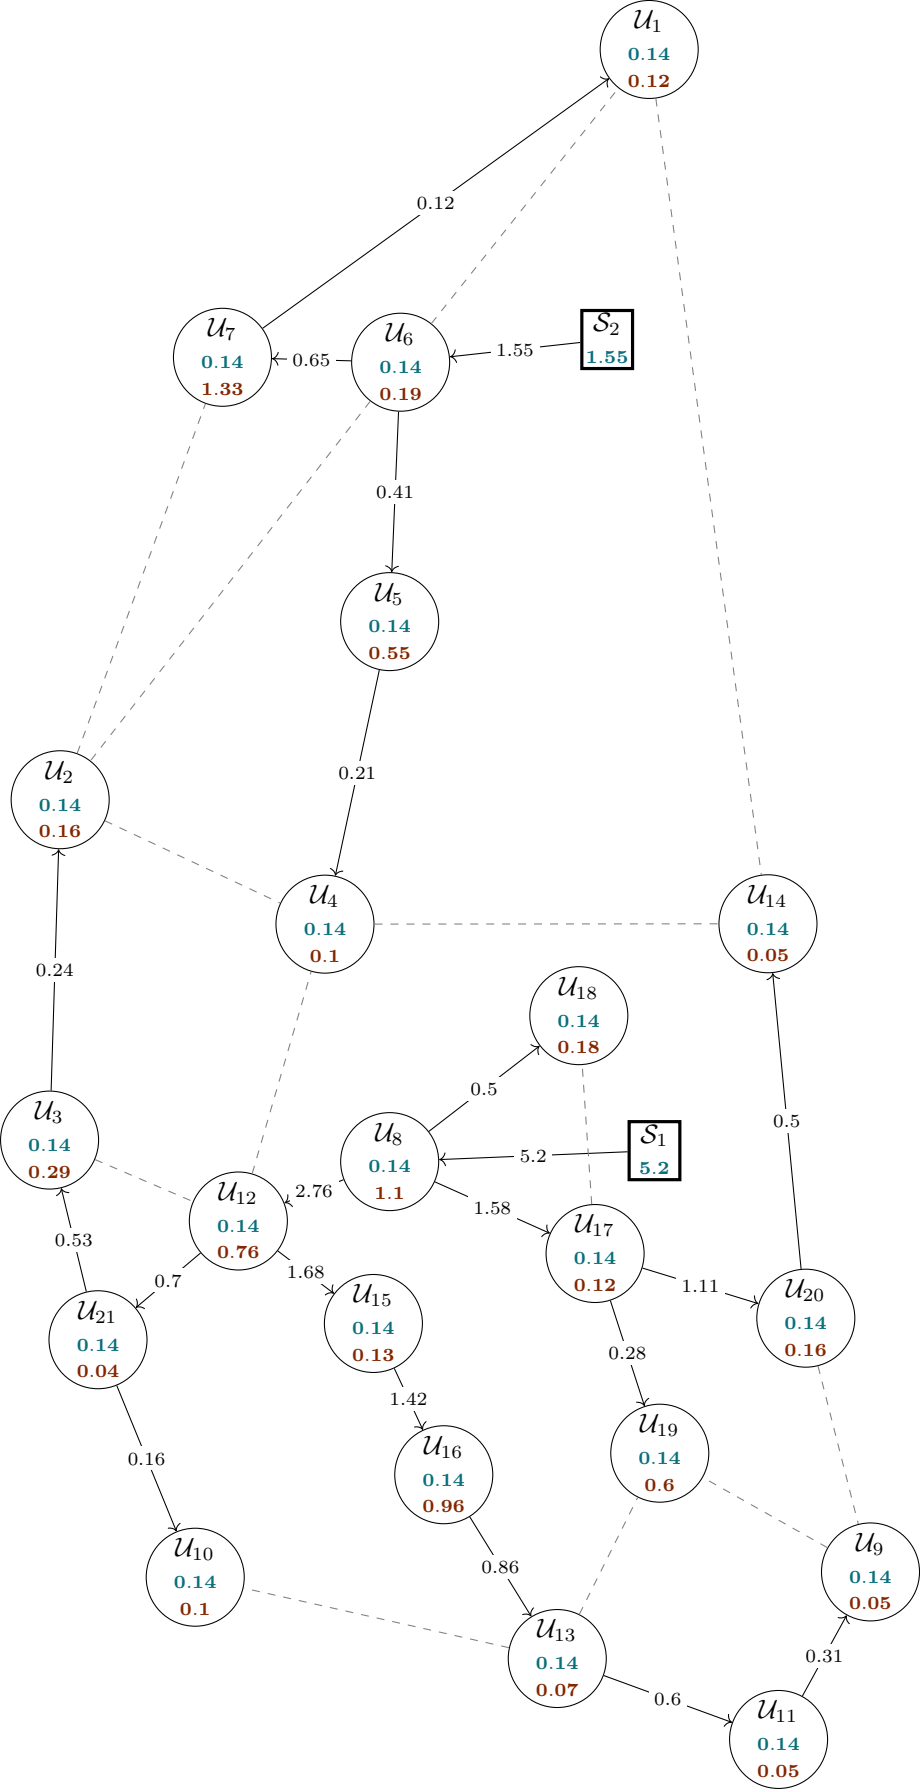 𝒰₁
0.14
0.12
0.12
𝒰₇
0.14
1.33
0.65
𝒰₆
0.14
0.19
1.55
𝒮₂
1.55
0.41
𝒰₅
0.14
0.55
0.21
𝒰₂
0.14
0.16
𝒰₄
0.14
0.1
𝒰₁₄
0.14
0.05
0.24
𝒰₁₈
0.14
0.18
0.5
0.5
𝒰₃
0.14
0.29
𝒰₈
0.14
1.1
5.2
𝒮₁
5.2
2.76
1.58
𝒰₁₂
0.14
0.76
0.53
0.7
1.68
𝒰₁₇
0.14
0.12
1.11
𝒰₂₀
0.14
0.16
𝒰₂₁
0.14
0.04
𝒰₁₅
0.14
0.13
0.28
1.42
0.16
𝒰₁₆
0.14
0.96
𝒰₁₉
0.14
0.6
𝒰₁₀
0.14
0.1
0.86
𝒰₉
0.14
0.05
𝒰₁₃
0.14
0.07
0.31
0.6
𝒰₁₁
0.14
0.05